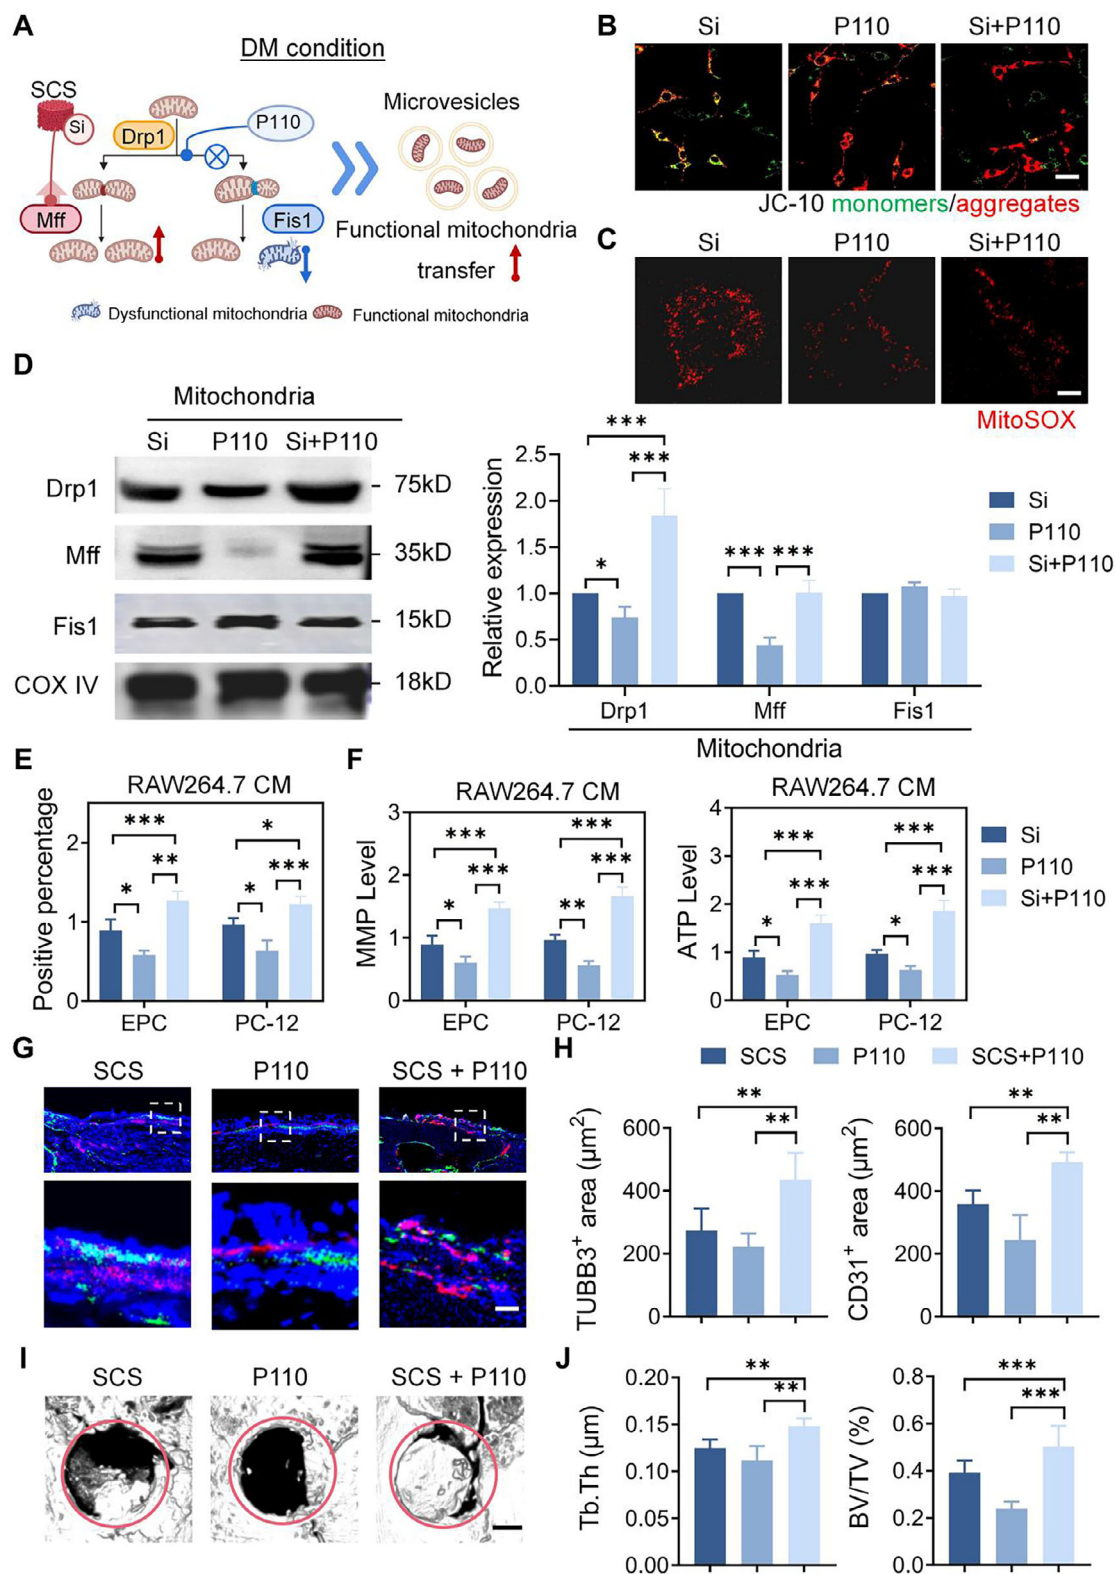 A
DM condition
SCS
Si
Drp1
P110
Mff
Fis1
Microvesicles
Functional mitochondria
transfer
Dysfunctional mitochondria
Functional mitochondria
B
Si
P110
Si+P110
JC-10 monomers/aggregates
C
Si
P110
Si+P110
MitoSOX
D
Mitochondria
Si P110 Si+P110
Drp1 75kD
Mff 35kD
Fis1 15kD
COX IV 18kD
Relative expression
2.5
2.0
1.5
1.0
0.5
0.0
***
***
*
*** ***
Drp1 Mff Fis1
Mitochondria
Si
P110
Si+P110
E
RAW264.7 CM
Positive percentage
2
1
0
*** *
** ***
* *
EPC PC-12
F
RAW264.7 CM
MMP Level
3
2
1
0
*** ***
*** ***
* **
EPC PC-12
RAW264.7 CM
ATP Level
4
3
2
1
0
*** ***
*** ***
* *
EPC PC-12
Si
P110
Si+P110
G
SCS P110 SCS + P110
H
SCS P110 SCS+P110
TUBB3⁺ area (μm²)
600
400
200
0
**
**
CD31⁺ area (μm²)
600
400
200
0
**
**
I
SCS P110 SCS + P110
J
Tb.Th (μm)
0.20
0.15
0.10
0.05
0.00
**
**
BV/TV (%)
0.8
0.6
0.4
0.2
0.0
***
***